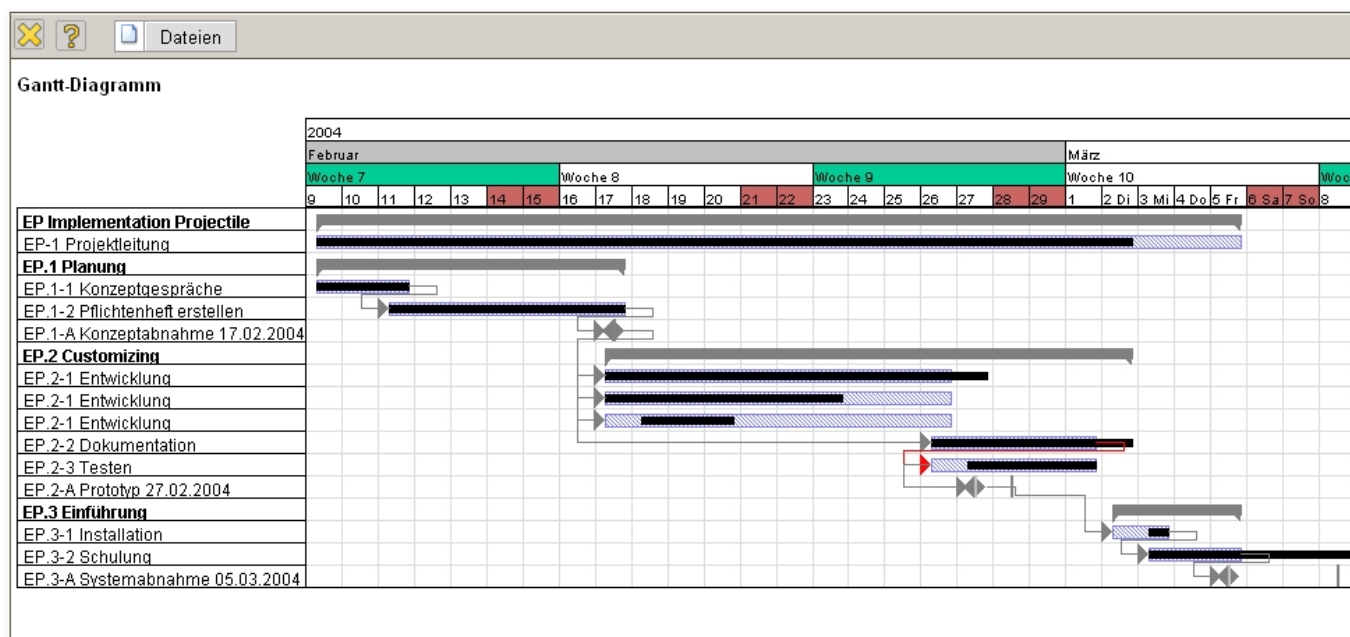 Dateien
Gantt-Diagramm
2004
Februar März
Woche 7 Woche 8 Woche 9 Woche 10 Woc
9 10 11 12 13 14 15 16 17 18 19 20 21 22 23 24 25 26 27 28 29 1 2 Di 3 Mi 4 Do 5 Fr 6 Sa 7 So 8
EP Implementation Projectile
EP-1 Projektleitung
EP.1 Planung
EP.1-1 Konzeptgespräche
EP.1-2 Pflichtenheft erstellen
EP.1-A Konzeptabnahme 17.02.2004
EP.2 Customizing
EP.2-1 Entwicklung
EP.2-1 Entwicklung
EP.2-1 Entwicklung
EP.2-2 Dokumentation
EP.2-3 Testen
EP.2-A Prototyp 27.02.2004
EP.3 Einführung
EP.3-1 Installation
EP.3-2 Schulung
EP.3-A Systemabnahme 05.03.2004